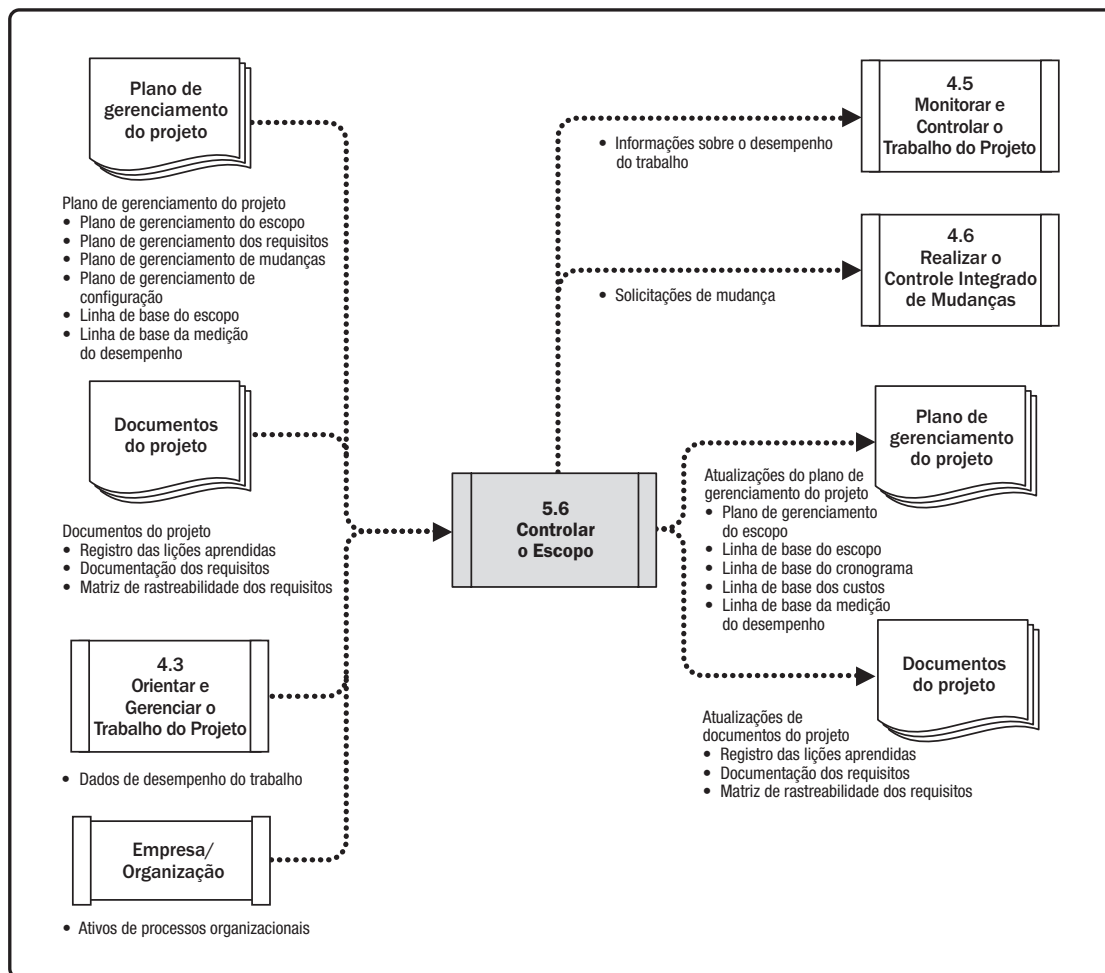 Plano de
gerenciamento
do projeto
Plano de gerenciamento do projeto
• Plano de gerenciamento do escopo
• Plano de gerenciamento dos requisitos
• Plano de gerenciamento de mudanças
• Plano de gerenciamento de
configuração
• Linha de base do escopo
• Linha de base da medição
do desempenho
Documentos
do projeto
Documentos do projeto
• Registro das lições aprendidas
• Documentação dos requisitos
• Matriz de rastreabilidade dos requisitos
4.3
Orientar e
Gerenciar o
Trabalho do Projeto
• Dados de desempenho do trabalho
Empresa/
Organização
• Ativos de processos organizacionais
5.6
Controlar
o Escopo
• Informações sobre o desempenho
do trabalho
4.5
Monitorar e
Controlar o
Trabalho do Projeto
• Solicitações de mudança
4.6
Realizar o
Controle Integrado
de Mudanças
Plano de
gerenciamento
do projeto
Atualizações do plano de
gerenciamento do projeto
• Plano de gerenciamento
do escopo
• Linha de base do escopo
• Linha de base do cronograma
• Linha de base dos custos
• Linha de base da medição
do desempenho
Documentos
do projeto
Atualizações de
documentos do projeto
• Registro das lições aprendidas
• Documentação dos requisitos
• Matriz de rastreabilidade dos requisitos